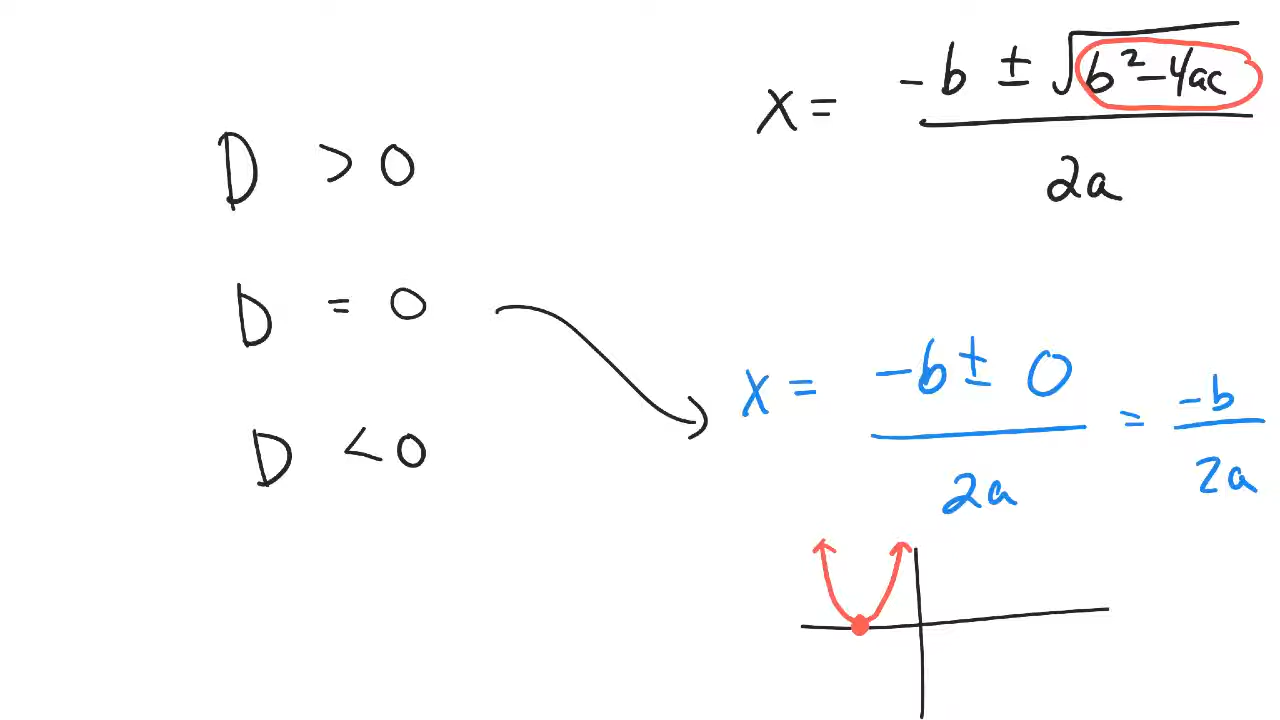 x = -b ± √b² - 4ac
2a
D > 0
D = 0
x = -b ± 0 = -b
2a 2a
D < 0